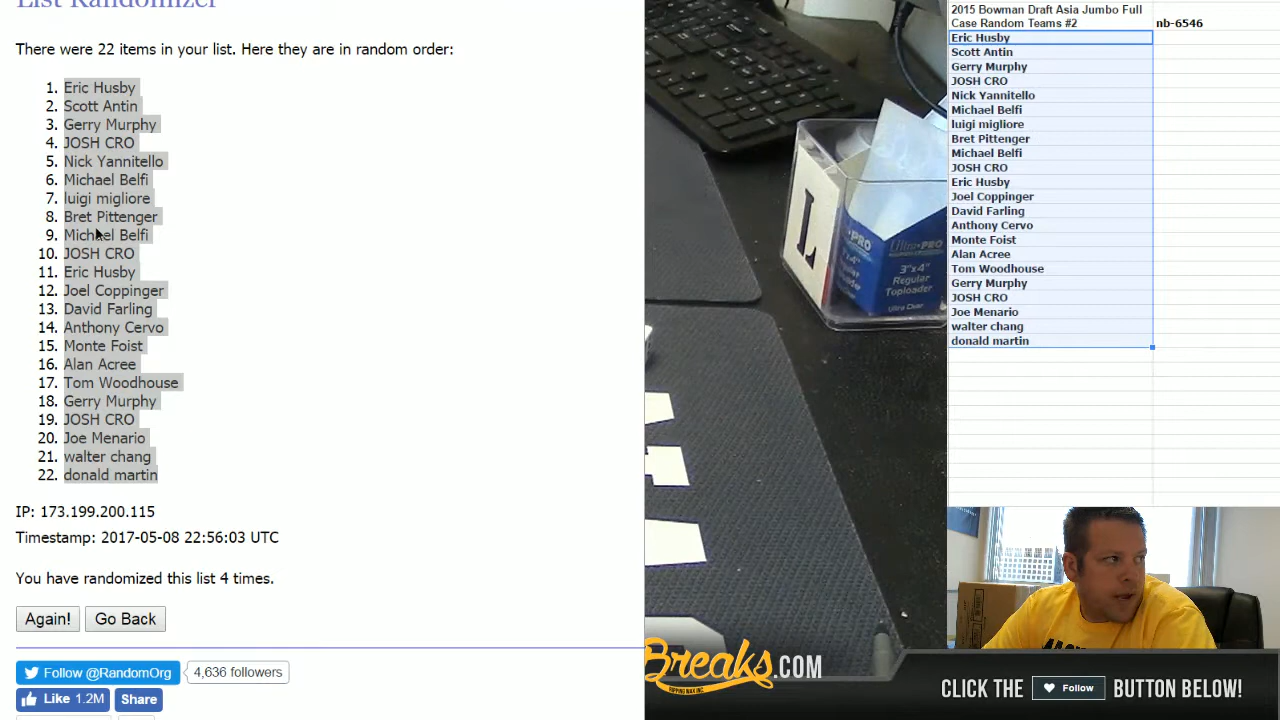 List Randomizer
There were 22 items in your list. Here they are in random order:
1. Eric Husby
2. Scott Antin
3. Gerry Murphy
4. JOSH CRO
5. Nick Yannitello
6. Michael Belfi
7. luigi migliore
8. Bret Pittenger
9. Michael Belfi
10. JOSH CRO
11. Eric Husby
12. Joel Coppinger
13. David Farling
14. Anthony Cervo
15. Monte Foist
16. Alan Acree
17. Tom Woodhouse
18. Gerry Murphy
19. JOSH CRO
20. Joe Menario
21. walter chang
22. donald martin
IP: 173.199.200.115
Timestamp: 2017-05-08 22:56:03 UTC
You have randomized this list 4 times.
Again! Go Back
Follow @RandomOrg 4,636 followers
Like 1.2M Share
L
PRO Ultra·PRO
3"x4"
Regular
Toploader
Ultra Clear
Breaks.COM
RIPPING WAX INC
2015 Bowman Draft Asia Jumbo Full
Case Random Teams #2 nb-6546
Eric Husby
Scott Antin
Gerry Murphy
JOSH CRO
Nick Yannitello
Michael Belfi
luigi migliore
Bret Pittenger
Michael Belfi
JOSH CRO
Eric Husby
Joel Coppinger
David Farling
Anthony Cervo
Monte Foist
Alan Acree
Tom Woodhouse
Gerry Murphy
JOSH CRO
Joe Menario
walter chang
donald martin
CLICK THE Follow BUTTON BELOW!